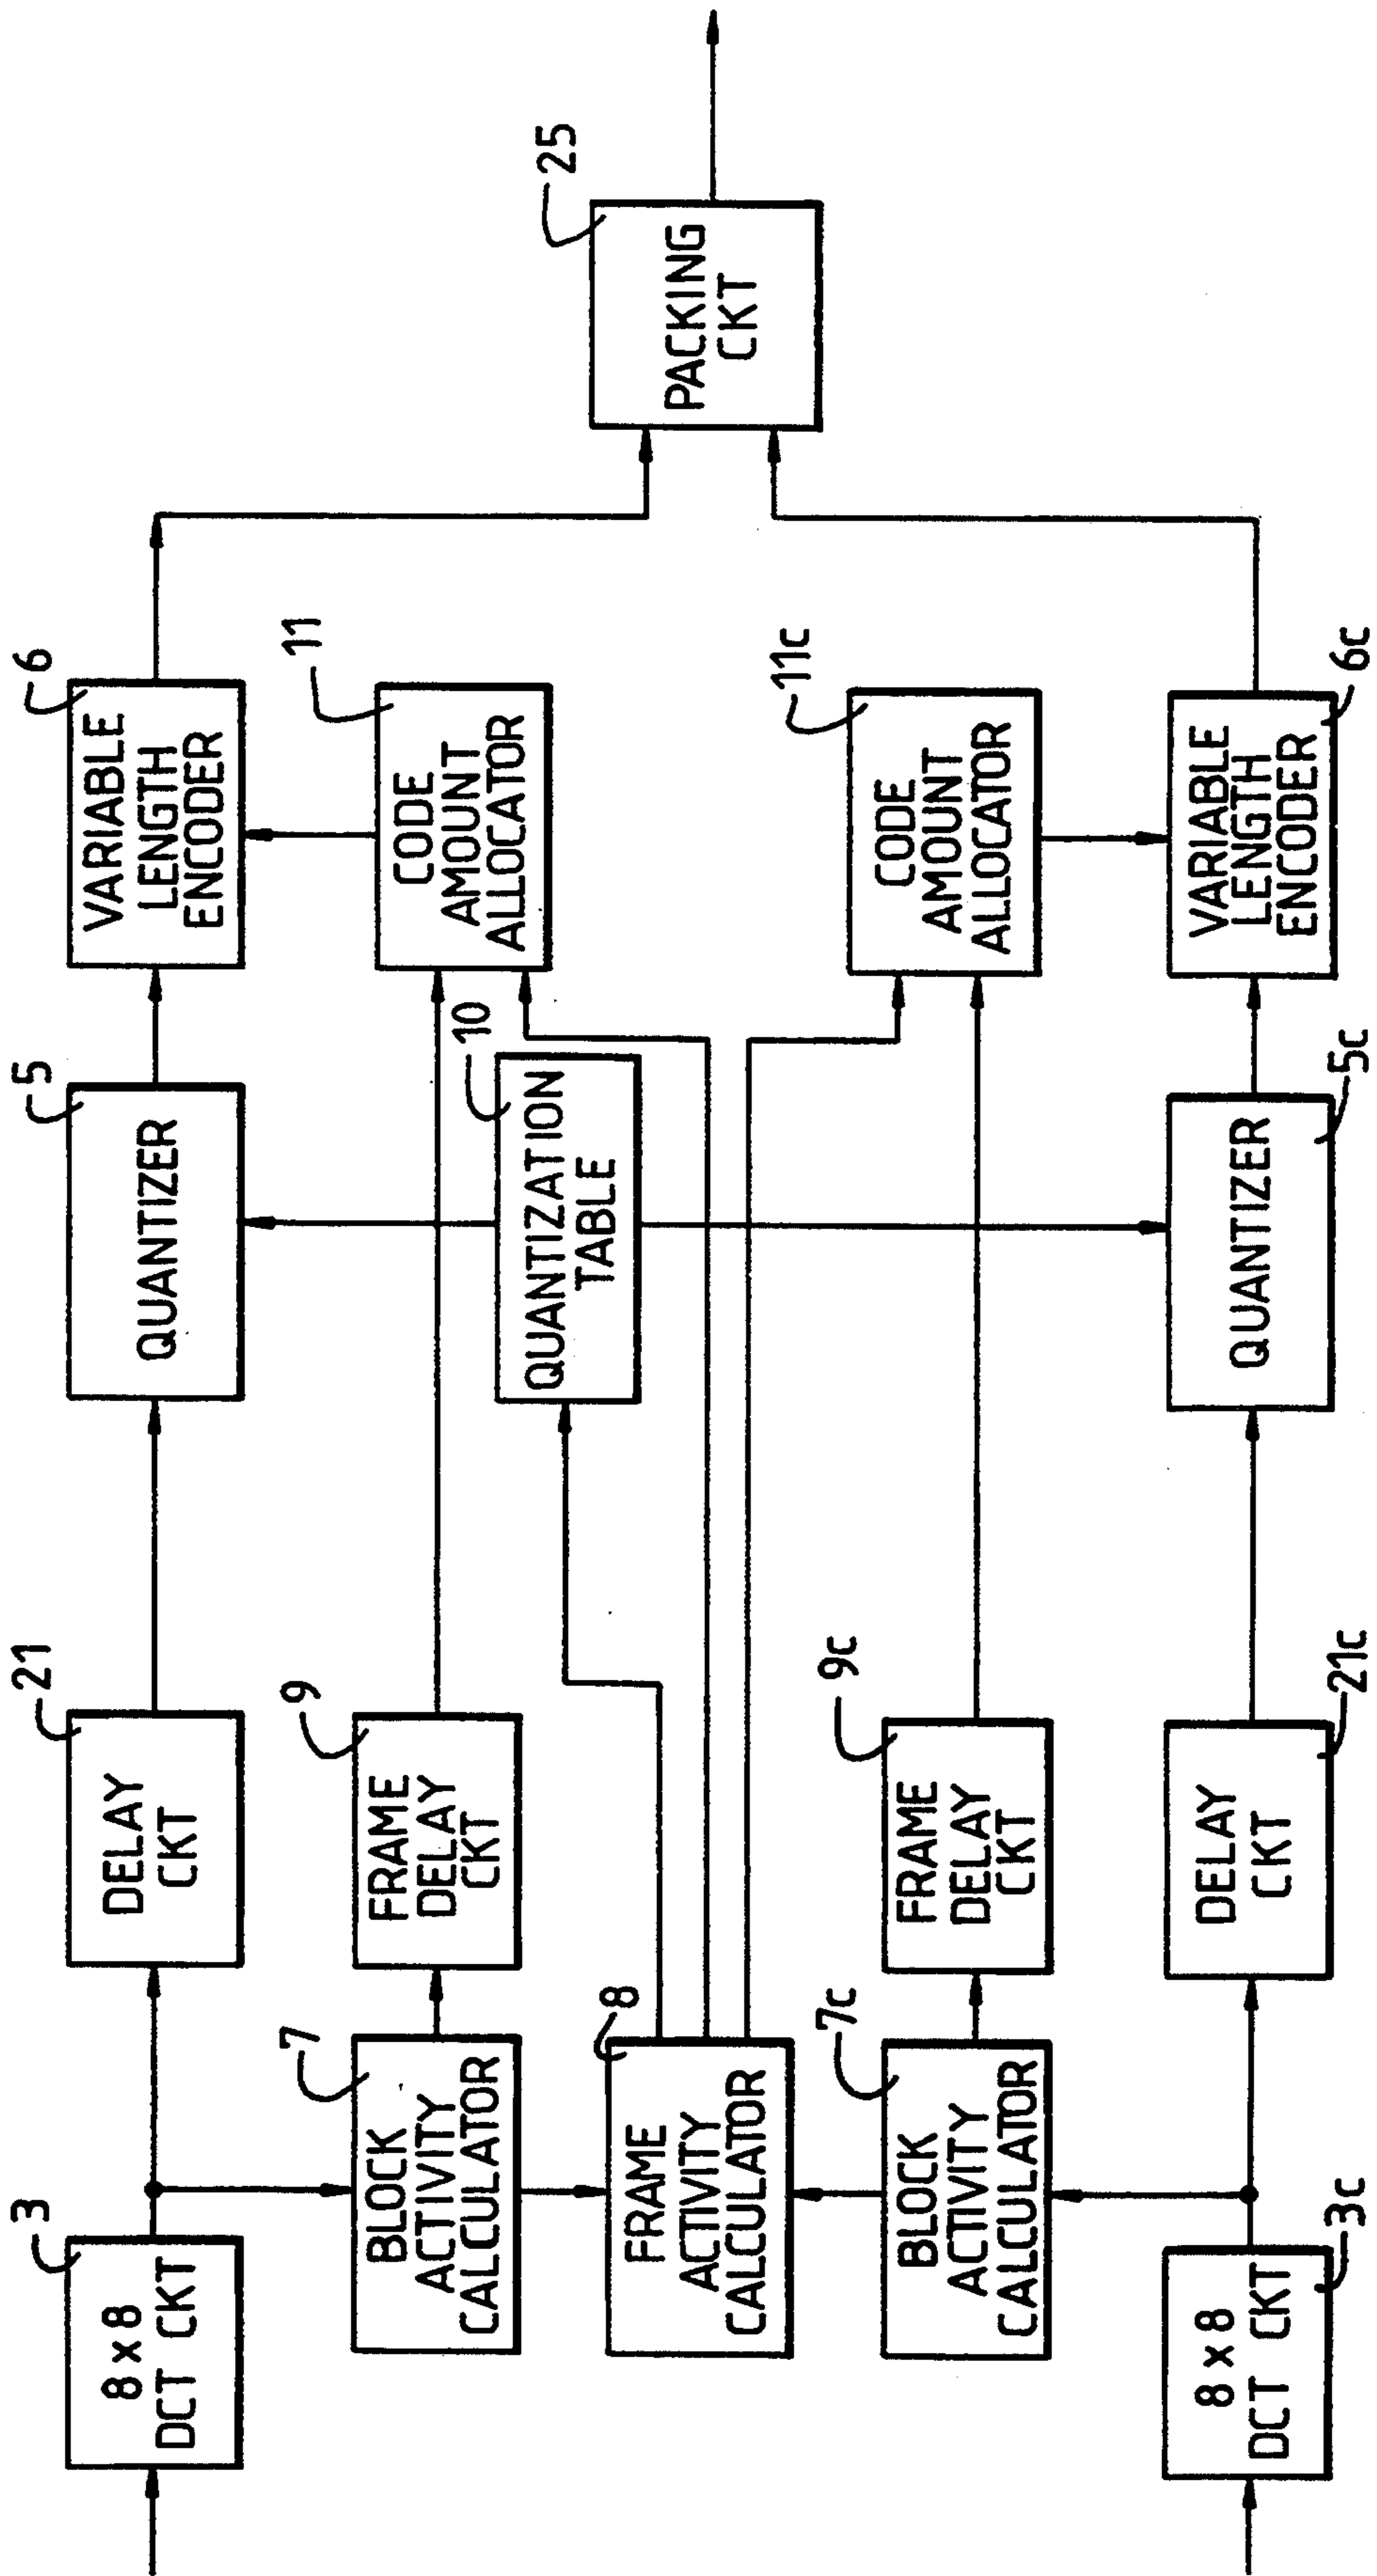 3
8 x 8
DCT CKT
21
DELAY
CKT
5
QUANTIZER
6
VARIABLE
LENGTH
ENCODER
7
BLOCK
ACTIVITY
CALCULATOR
9
FRAME
DELAY
CKT
11
CODE
AMOUNT
ALLOCATOR
8
FRAME
ACTIVITY
CALCULATOR
10
QUANTIZATION
TABLE
25
PACKING
CKT
7c
BLOCK
ACTIVITY
CALCULATOR
9c
FRAME
DELAY
CKT
11c
CODE
AMOUNT
ALLOCATOR
8 x 8
DCT CKT
3c
DELAY
CKT
21c
QUANTIZER
5c
VARIABLE
LENGTH
ENCODER
6c